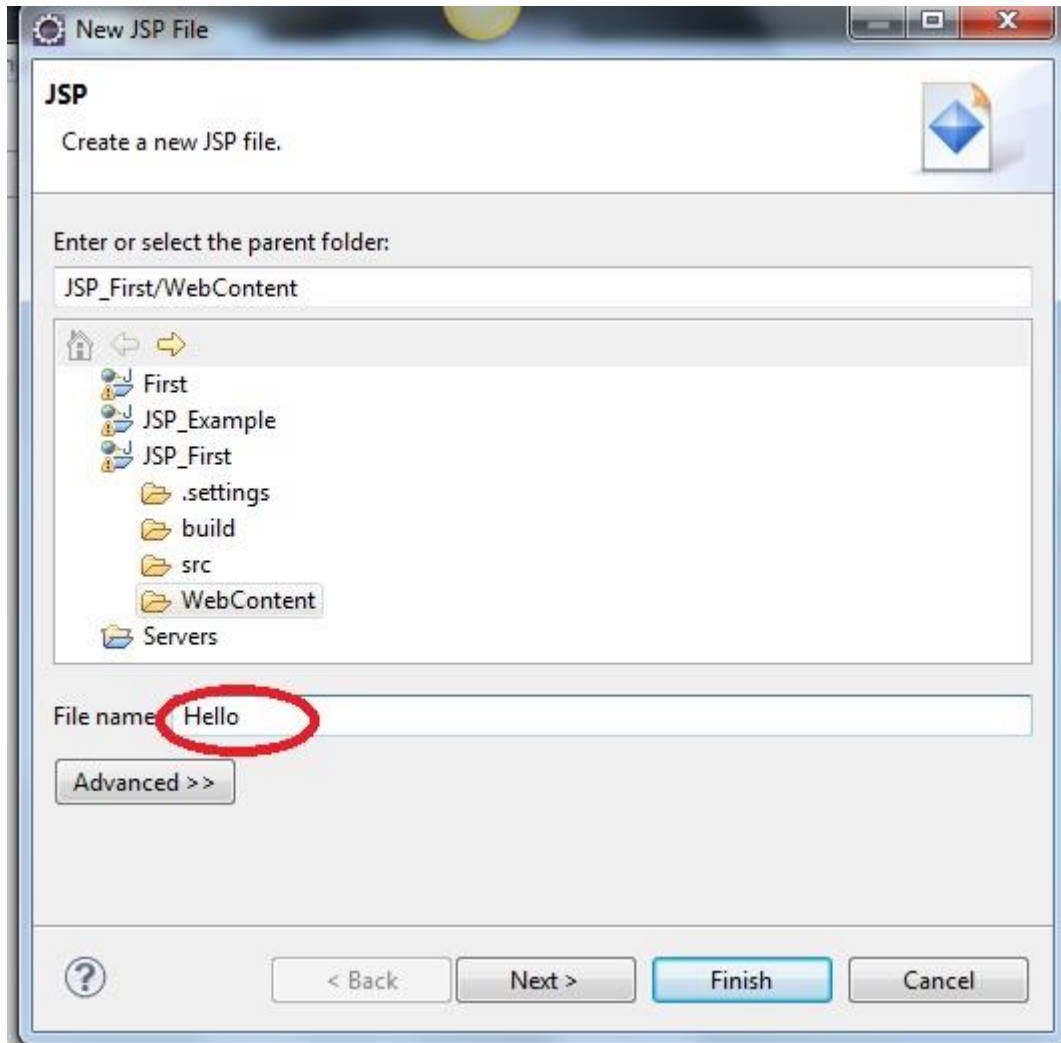 New JSP File
JSP
Create a new JSP file.
Enter or select the parent folder:
JSP_First/WebContent
First
JSP_Example
JSP_First
.settings
build
src
WebContent
Servers
File name: Hello
Advanced >>
< Back Next > Finish Cancel